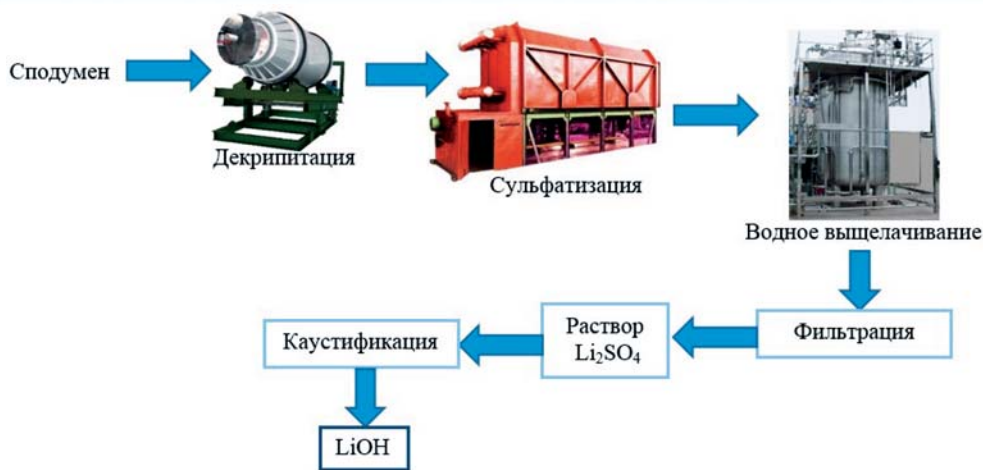 Сподумен
Декрипитация
Сульфатизация
Водное выщелачивание
Фильтрация
Раствор
Li₂SO₄
Каустификация
LiOH